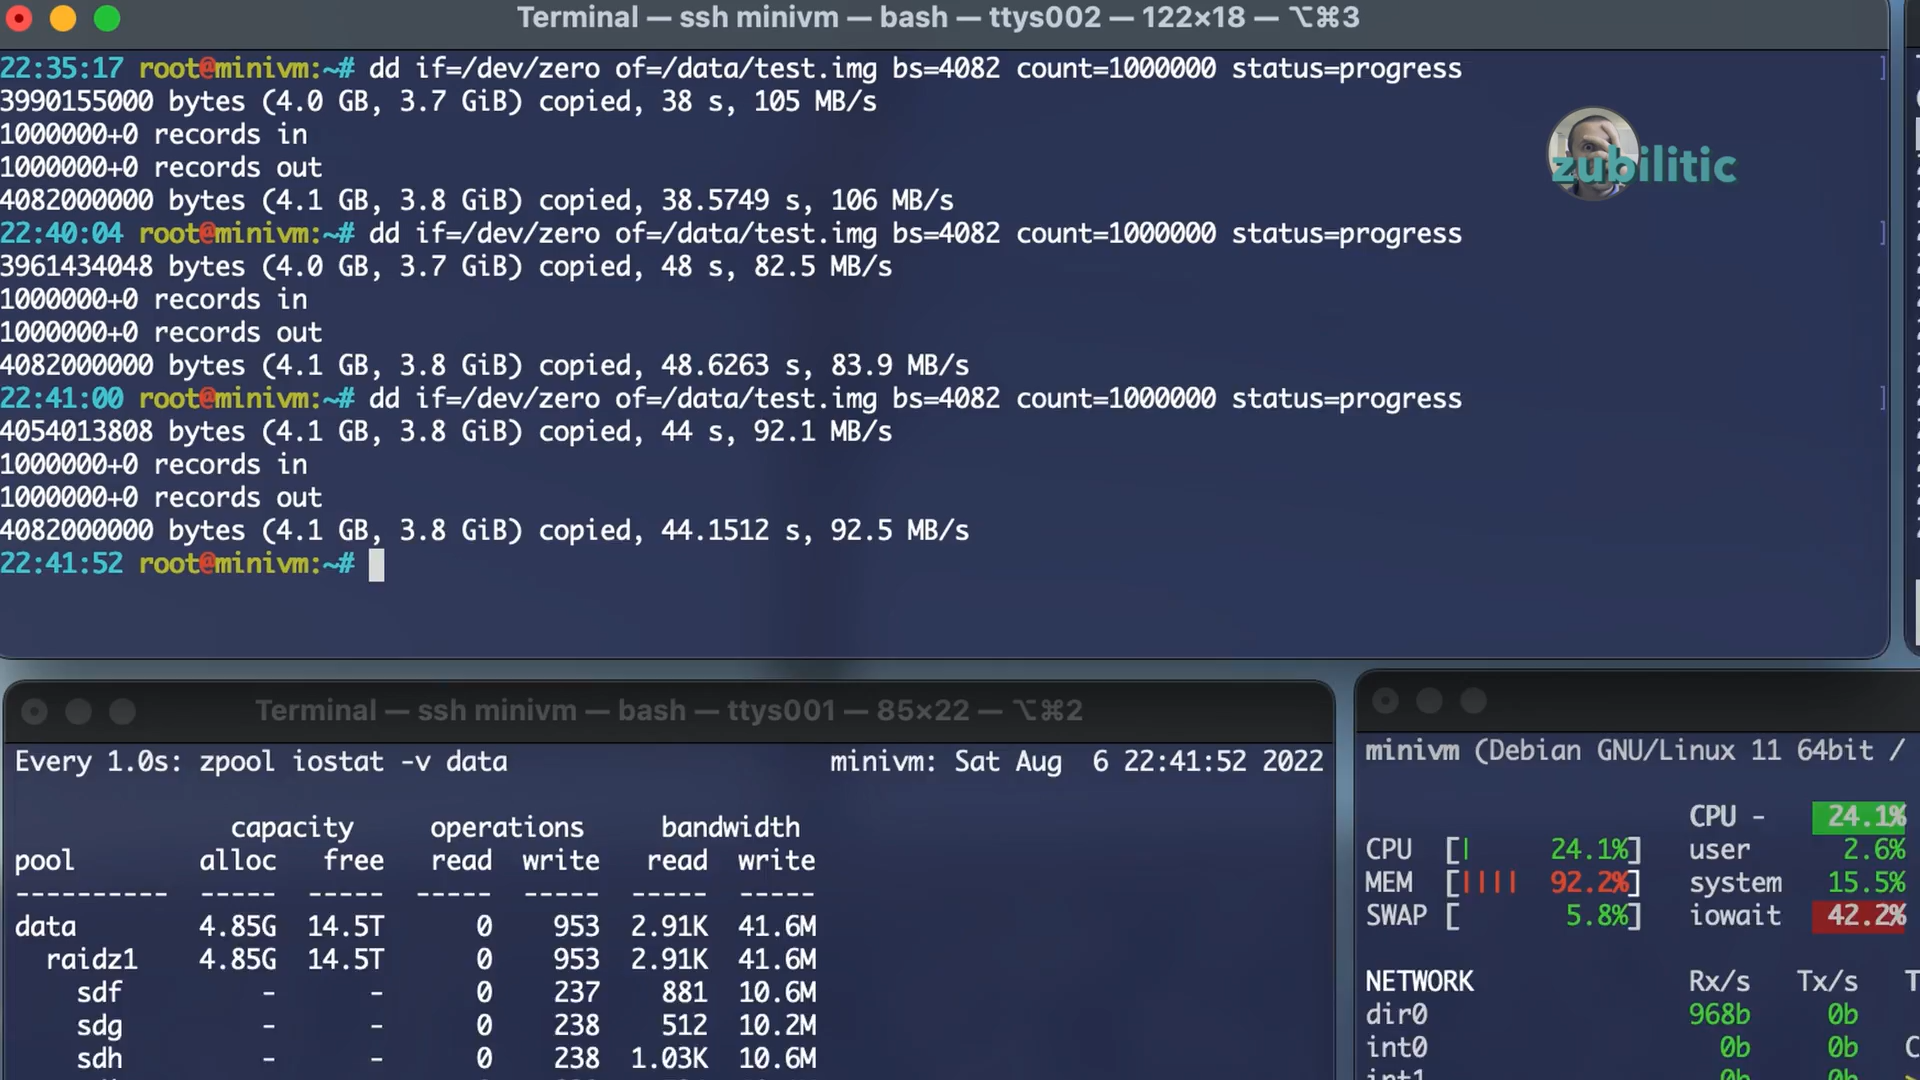 Terminal — ssh minivm — bash — ttys002 — 122×18 — ⌥⌘3
22:35:17 root@minivm:~# dd if=/dev/zero of=/data/test.img bs=4082 count=1000000 status=progress
3990155000 bytes (4.0 GB, 3.7 GiB) copied, 38 s, 105 MB/s
1000000+0 records in
1000000+0 records out
4082000000 bytes (4.1 GB, 3.8 GiB) copied, 38.5749 s, 106 MB/s
22:40:04 root@minivm:~# dd if=/dev/zero of=/data/test.img bs=4082 count=1000000 status=progress
3961434048 bytes (4.0 GB, 3.7 GiB) copied, 48 s, 82.5 MB/s
1000000+0 records in
1000000+0 records out
4082000000 bytes (4.1 GB, 3.8 GiB) copied, 48.6263 s, 83.9 MB/s
22:41:00 root@minivm:~# dd if=/dev/zero of=/data/test.img bs=4082 count=1000000 status=progress
4054013808 bytes (4.1 GB, 3.8 GiB) copied, 44 s, 92.1 MB/s
1000000+0 records in
1000000+0 records out
4082000000 bytes (4.1 GB, 3.8 GiB) copied, 44.1512 s, 92.5 MB/s
22:41:52 root@minivm:~#
zubilitic
Terminal — ssh minivm — bash — ttys001 — 85×22 — ⌥⌘2
Every 1.0s: zpool iostat -v data minivm: Sat Aug 6 22:41:52 2022
capacity operations bandwidth
pool alloc free read write read write
---------- ----- ----- ----- ----- ----- -----
data 4.85G 14.5T 0 953 2.91K 41.6M
raidz1 4.85G 14.5T 0 953 2.91K 41.6M
sdf - - 0 237 881 10.6M
sdg - - 0 238 512 10.2M
sdh - - 0 238 1.03K 10.6M
minivm (Debian GNU/Linux 11 64bit /
CPU - 24.1%
CPU [| 24.1%] user 2.6%
MEM [|||| 92.2%] system 15.5%
SWAP [ 5.8%] iowait 42.2%
NETWORK Rx/s Tx/s
dir0 968b 0b
int0 0b 0b